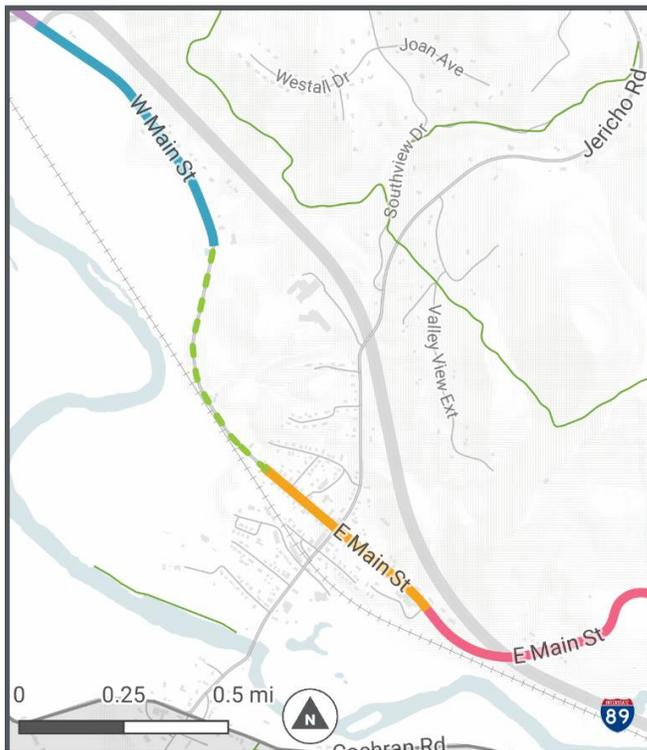 Joan Ave
Westall Dr
Jericho Rd
W Main St
Southview Dr
Valley View Ext
E Main St
E Main St
0 0.25 0.5 mi
N
INTERSTATE
89
Cochran Rd